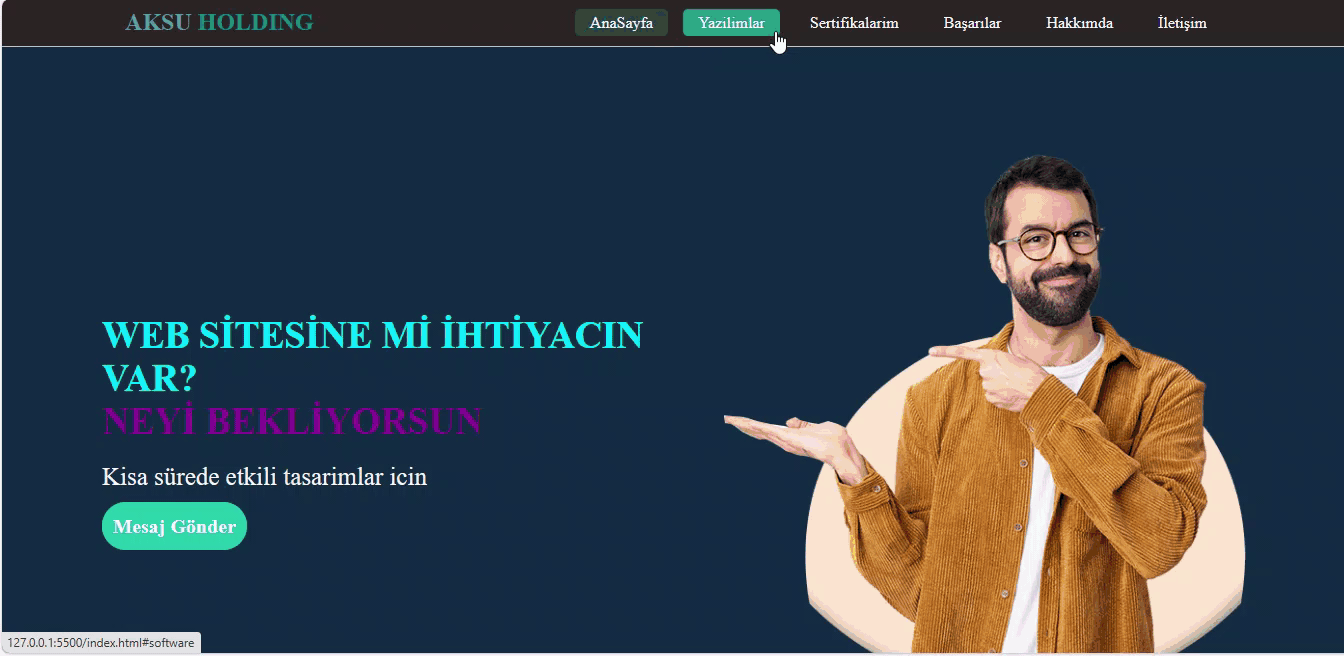 AKSU HOLDING
AnaSayfa Yazilimlar Sertifikalarim Başarılar Hakkımda İletişim
WEB SİTESİNE Mİ İHTİYACIN
VAR?
NEYİ BEKLİYORSUN
Kisa sürede etkili tasarimlar icin
Mesaj Gönder
127.0.0.1:5500/index.html#software